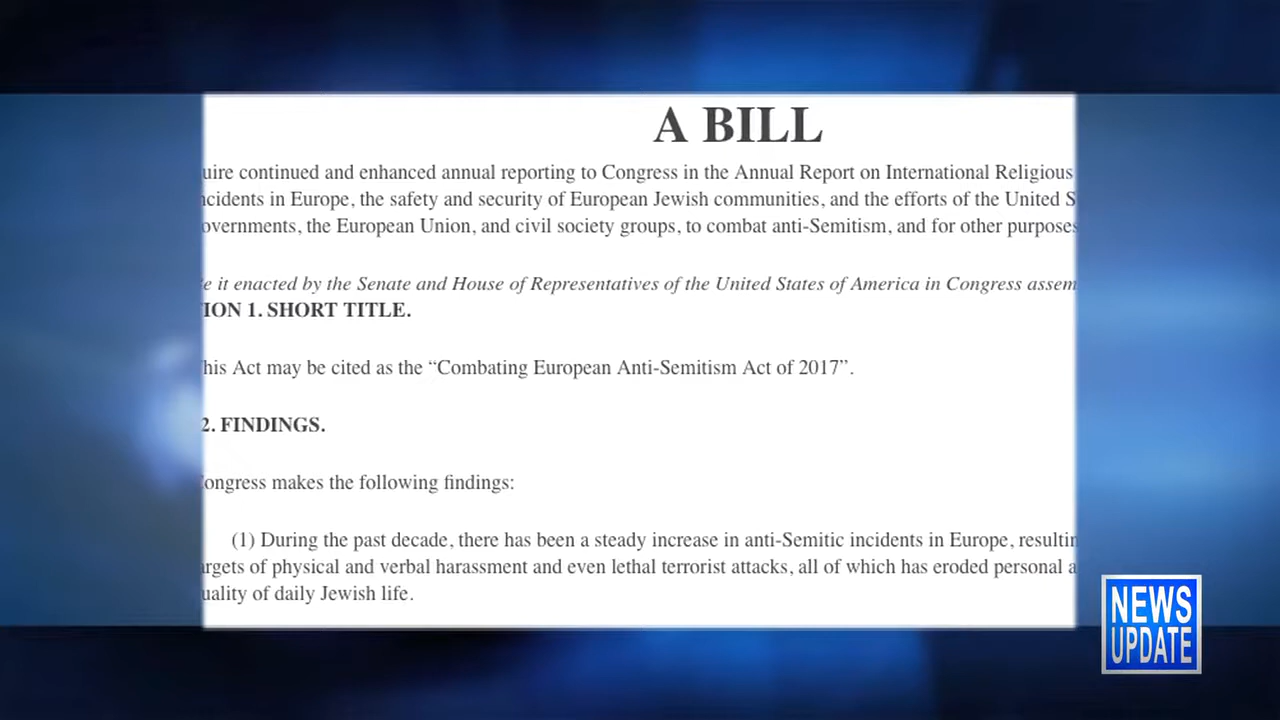 A BILL
continued and enhanced annual reporting to Congress in the Annual Report on International Religious
in Europe, the safety and security of European Jewish communities, and the efforts of the United S
the European Union, and civil society groups, to combat anti-Semitism, and for other purposes
it enacted by the Senate and House of Representatives of the United States of America in Congress assem
ION 1. SHORT TITLE.
his Act may be cited as the “Combating European Anti-Semitism Act of 2017”.
2. FINDINGS.
ongress makes the following findings:
(1) During the past decade, there has been a steady increase in anti-Semitic incidents in Europe, resultin
of physical and verbal harassment and even lethal terrorist attacks, all of which has eroded personal a
of daily Jewish life.
NEWS
UPDATE